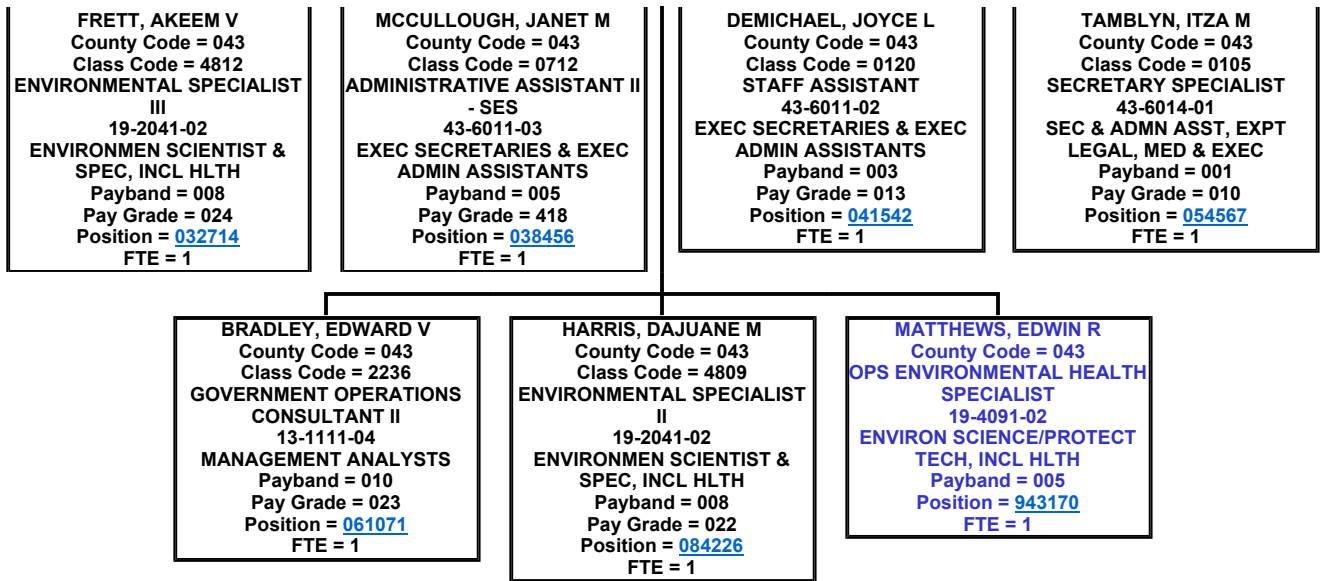 FRETT, AKEEM V
County Code = 043
Class Code = 4812
ENVIRONMENTAL SPECIALIST
III
19-2041-02
ENVIRONMEN SCIENTIST &
SPEC, INCL HLTH
Payband = 008
Pay Grade = 024
Position = 032714
FTE = 1
MCCULLOUGH, JANET M
County Code = 043
Class Code = 0712
ADMINISTRATIVE ASSISTANT II
- SES
43-6011-03
EXEC SECRETARIES & EXEC
ADMIN ASSISTANTS
Payband = 005
Pay Grade = 418
Position = 038456
FTE = 1
DEMICHAEL, JOYCE L
County Code = 043
Class Code = 0120
STAFF ASSISTANT
43-6011-02
EXEC SECRETARIES & EXEC
ADMIN ASSISTANTS
Payband = 003
Pay Grade = 013
Position = 041542
FTE = 1
TAMBLYN, ITZA M
County Code = 043
Class Code = 0105
SECRETARY SPECIALIST
43-6014-01
SEC & ADMN ASST, EXPT
LEGAL, MED & EXEC
Payband = 001
Pay Grade = 010
Position = 054567
FTE = 1
BRADLEY, EDWARD V
County Code = 043
Class Code = 2236
GOVERNMENT OPERATIONS
CONSULTANT II
13-1111-04
MANAGEMENT ANALYSTS
Payband = 010
Pay Grade = 023
Position = 061071
FTE = 1
HARRIS, DAJUANE M
County Code = 043
Class Code = 4809
ENVIRONMENTAL SPECIALIST
II
19-2041-02
ENVIRONMEN SCIENTIST &
SPEC, INCL HLTH
Payband = 008
Pay Grade = 022
Position = 084226
FTE = 1
MATTHEWS, EDWIN R
County Code = 043
OPS ENVIRONMENTAL HEALTH
SPECIALIST
19-4091-02
ENVIRON SCIENCE/PROTECT
TECH, INCL HLTH
Payband = 005
Position = 943170
FTE = 1